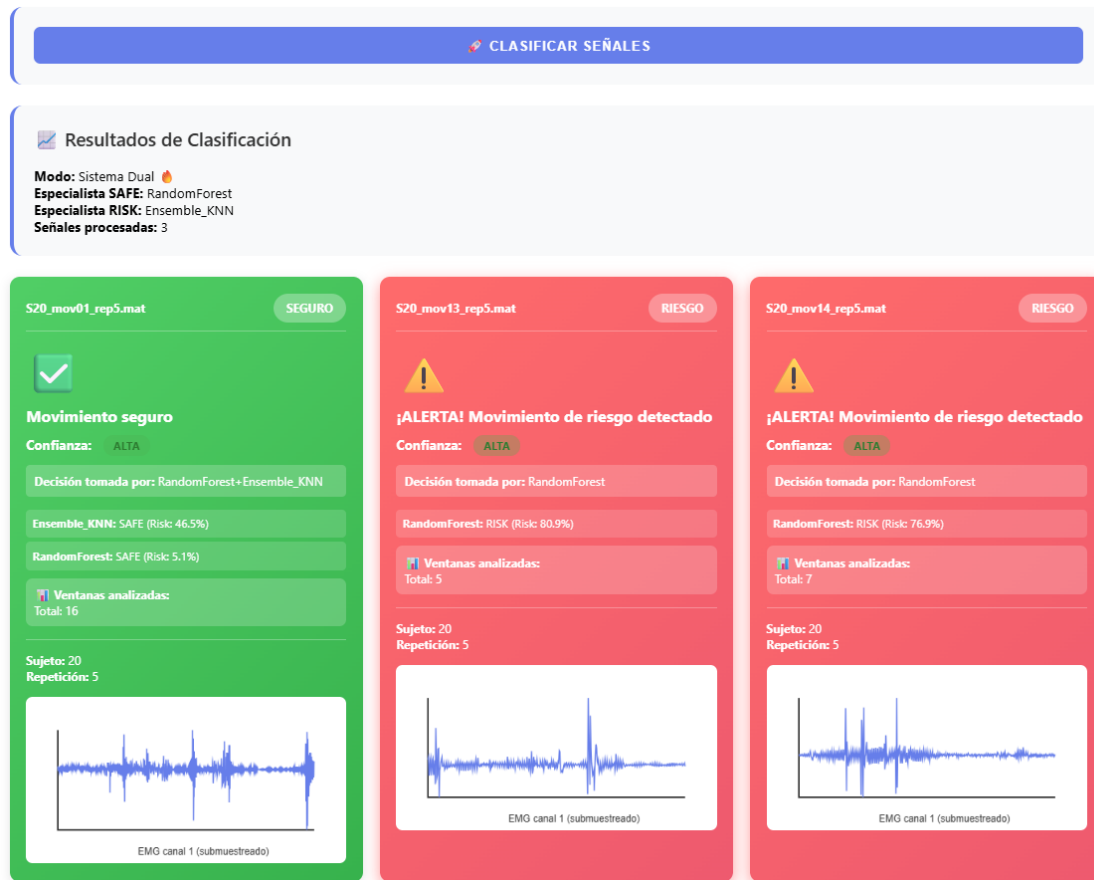 🚀 CLASIFICAR SEÑALES
📈 Resultados de Clasificación
Modo: Sistema Dual 🔥
Especialista SAFE: RandomForest
Especialista RISK: Ensemble_KNN
Señales procesadas: 3
S20_mov01_rep5.mat
SEGURO
Movimiento seguro
Confianza: ALTA
Decisión tomada por: RandomForest+Ensemble_KNN
Ensemble_KNN: SAFE (Risk: 46.5%)
RandomForest: SAFE (Risk: 5.1%)
📊 Ventanas analizadas:
Total: 16
Sujeto: 20
Repetición: 5
EMG canal 1 (submuestreado)
S20_mov13_rep5.mat
RIESGO
¡ALERTA! Movimiento de riesgo detectado
Confianza: ALTA
Decisión tomada por: RandomForest
RandomForest: RISK (Risk: 80.9%)
📊 Ventanas analizadas:
Total: 5
Sujeto: 20
Repetición: 5
EMG canal 1 (submuestreado)
S20_mov14_rep5.mat
RIESGO
¡ALERTA! Movimiento de riesgo detectado
Confianza: ALTA
Decisión tomada por: RandomForest
RandomForest: RISK (Risk: 76.9%)
📊 Ventanas analizadas:
Total: 7
Sujeto: 20
Repetición: 5
EMG canal 1 (submuestreado)